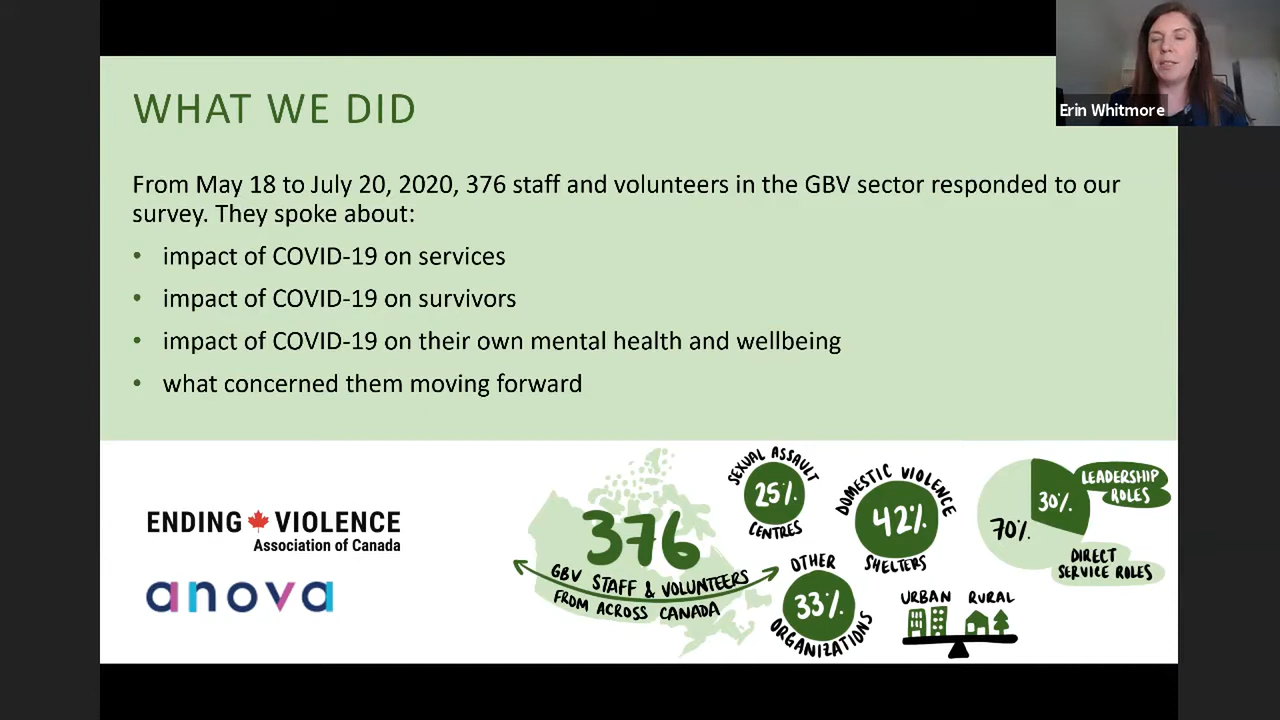 WHAT WE DID
Erin Whitmore
From May 18 to July 20, 2020, 376 staff and volunteers in the GBV sector responded to our
survey. They spoke about:
• impact of COVID-19 on services
• impact of COVID-19 on survivors
• impact of COVID-19 on their own mental health and wellbeing
• what concerned them moving forward
ENDING VIOLENCE
Association of Canada
anova
376
GBV STAFF & VOLUNTEERS
FROM ACROSS CANADA
SEXUAL ASSAULT
25%
CENTRES
DOMESTIC VIOLENCE
42%
SHELTERS
OTHER
33%
ORGANIZATIONS
30%
LEADERSHIP
ROLES
70%
DIRECT
SERVICE ROLES
URBAN RURAL